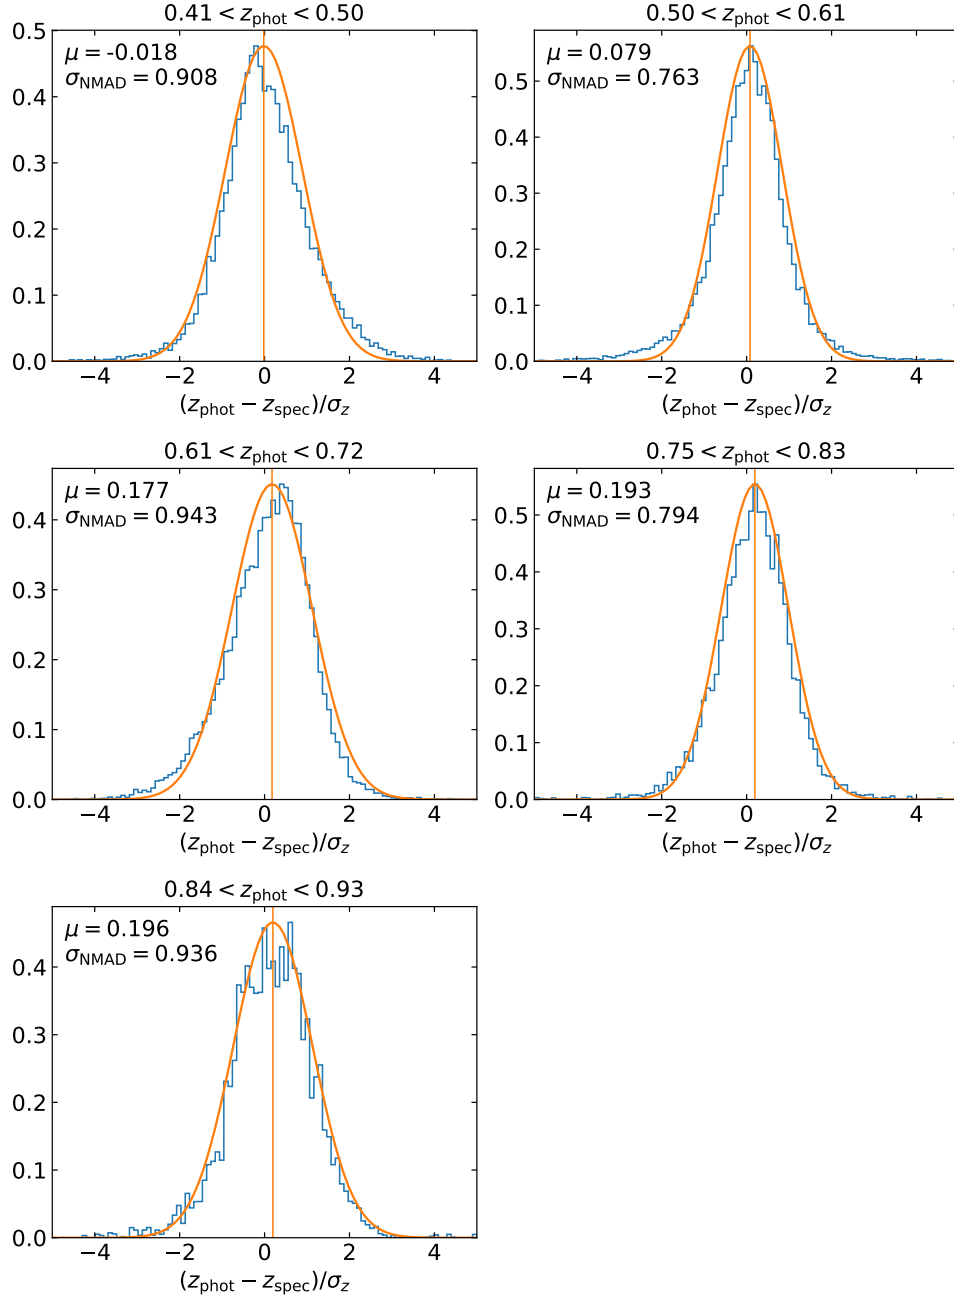 0.41 < z_phot < 0.50
μ = -0.018
σ_NMAD = 0.908
0.5
0.4
0.3
0.2
0.1
0.0
−4 −2 0 2 4
(z_phot − z_spec)/σ_z
0.50 < z_phot < 0.61
μ = 0.079
σ_NMAD = 0.763
0.5
0.4
0.3
0.2
0.1
0.0
−4 −2 0 2 4
(z_phot − z_spec)/σ_z
0.61 < z_phot < 0.72
μ = 0.177
σ_NMAD = 0.943
0.4
0.3
0.2
0.1
0.0
−4 −2 0 2 4
(z_phot − z_spec)/σ_z
0.75 < z_phot < 0.83
μ = 0.193
σ_NMAD = 0.794
0.5
0.4
0.3
0.2
0.1
0.0
−4 −2 0 2 4
(z_phot − z_spec)/σ_z
0.84 < z_phot < 0.93
μ = 0.196
σ_NMAD = 0.936
0.4
0.3
0.2
0.1
0.0
−4 −2 0 2 4
(z_phot − z_spec)/σ_z